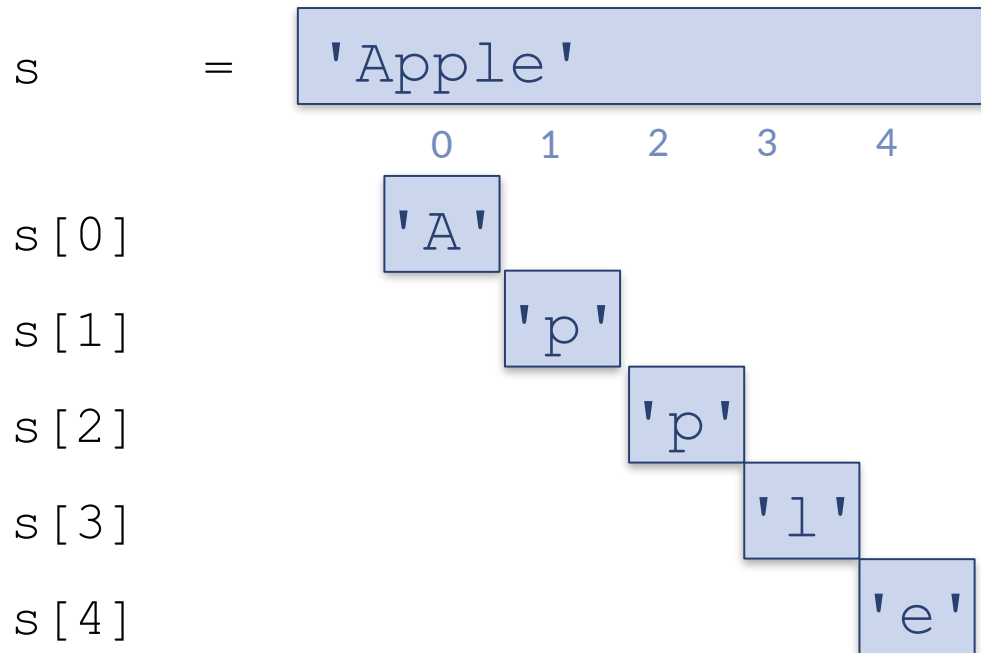 s = 'Apple'
0 1 2 3 4
s[0] 'A'
s[1] 'p'
s[2] 'p'
s[3] 'l'
s[4] 'e'